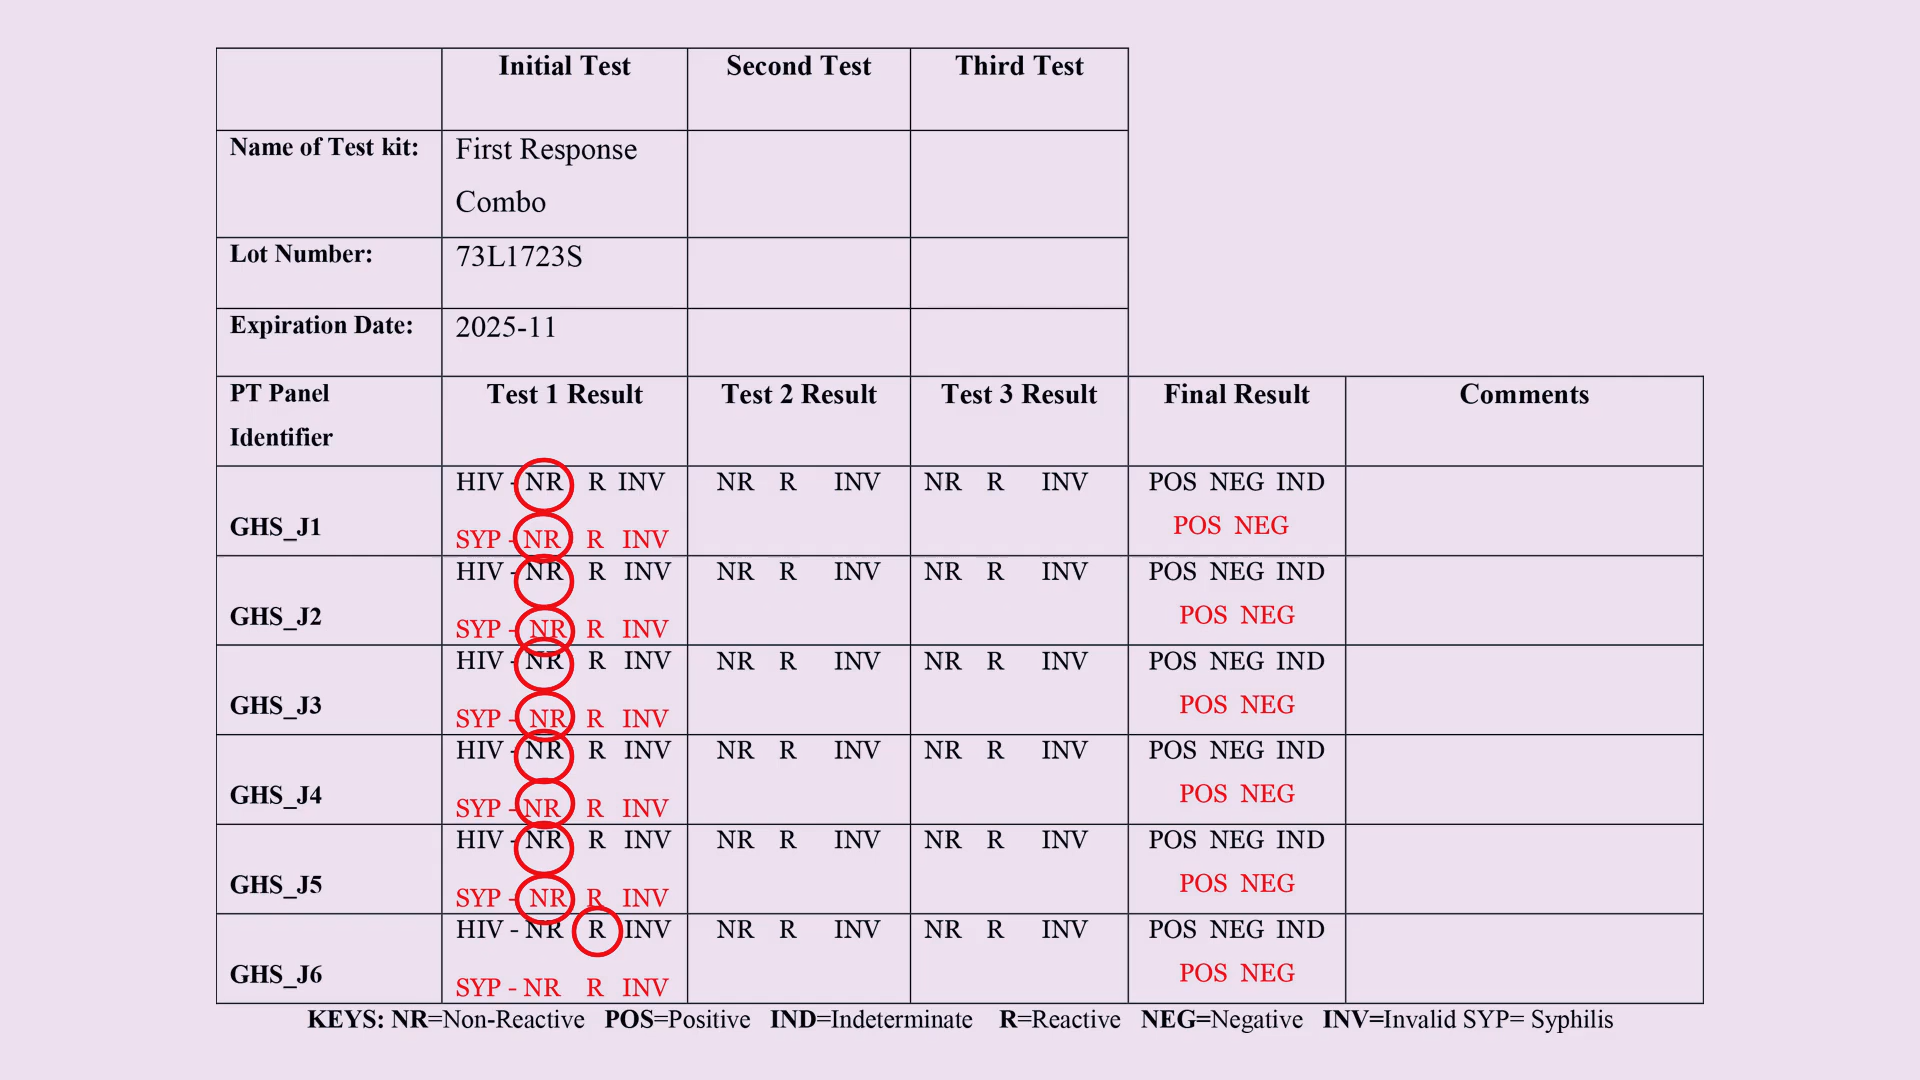 Initial Test Second Test Third Test
Name of Test kit: First Response
Combo
Lot Number: 73L1723S
Expiration Date: 2025-11
PT Panel Test 1 Result Test 2 Result Test 3 Result Final Result Comments
Identifier
HIV - NR R INV NR R INV NR R INV POS NEG IND
GHS_J1 POS NEG
SYP - NR R INV
HIV - NR R INV NR R INV NR R INV POS NEG IND
GHS_J2 POS NEG
SYP - NR R INV
HIV - NR R INV NR R INV NR R INV POS NEG IND
GHS_J3 POS NEG
SYP - NR R INV
HIV - NR R INV NR R INV NR R INV POS NEG IND
GHS_J4 POS NEG
SYP - NR R INV
HIV - NR R INV NR R INV NR R INV POS NEG IND
GHS_J5 POS NEG
SYP - NR R INV
HIV - NR R INV NR R INV NR R INV POS NEG IND
GHS_J6 POS NEG
SYP - NR R INV
KEYS: NR=Non-Reactive POS=Positive IND=Indeterminate R=Reactive NEG=Negative INV=Invalid SYP= Syphilis